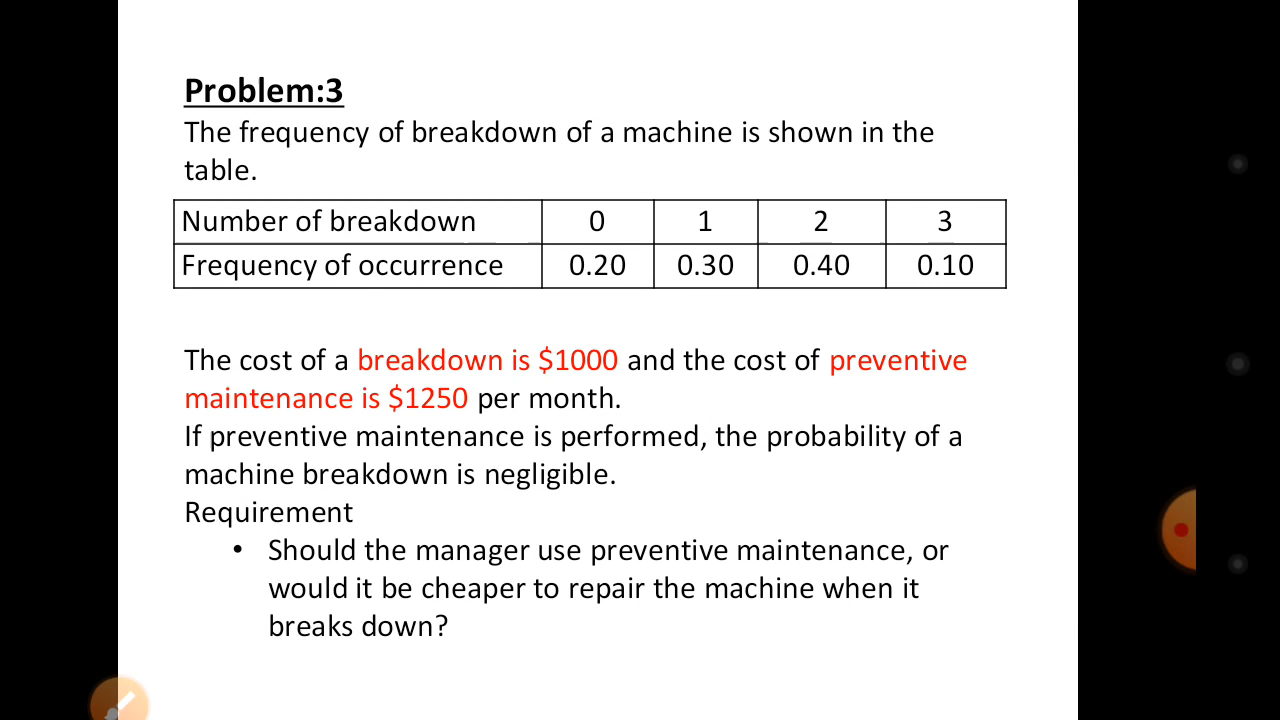 Problem:3
The frequency of breakdown of a machine is shown in the
table.
Number of breakdown 0 1 2 3
Frequency of occurrence 0.20 0.30 0.40 0.10
The cost of a breakdown is $1000 and the cost of preventive
maintenance is $1250 per month.
If preventive maintenance is performed, the probability of a
machine breakdown is negligible.
Requirement
• Should the manager use preventive maintenance, or
would it be cheaper to repair the machine when it
breaks down?